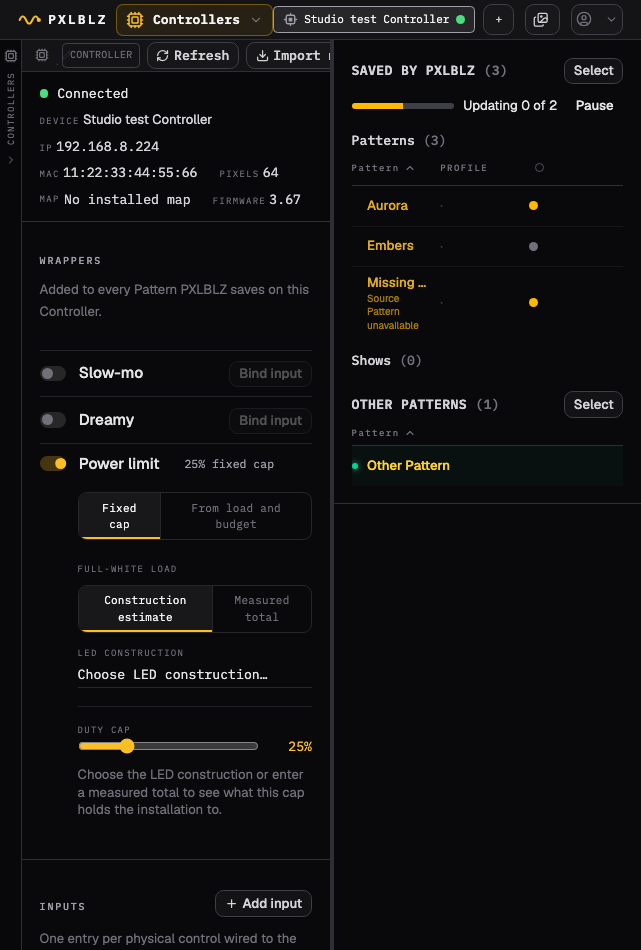 PXLBLZ
Controllers
Studio test Controller
+
CONTROLLERS
CONTROLLER
Refresh
Import
Connected
DEVICE Studio test Controller
IP 192.168.8.224
MAC 11:22:33:44:55:66 PIXELS 64
MAP No installed map FIRMWARE 3.67
WRAPPERS
Added to every Pattern PXLBLZ saves on this
Controller.
Slow-mo Bind input
Dreamy Bind input
Power limit 25% fixed cap
Fixed
cap
From load and
budget
FULL-WHITE LOAD
Construction
estimate
Measured
total
LED CONSTRUCTION
Choose LED construction…
DUTY CAP
25%
Choose the LED construction or enter
a measured total to see what this cap
holds the installation to.
INPUTS
+ Add input
One entry per physical control wired to the
SAVED BY PXLBLZ (3)
Select
Updating 0 of 2 Pause
Patterns (3)
Pattern PROFILE
Aurora
Embers
Missing …
Source
Pattern
unavailable
Shows (0)
OTHER PATTERNS (1)
Select
Pattern
Other Pattern